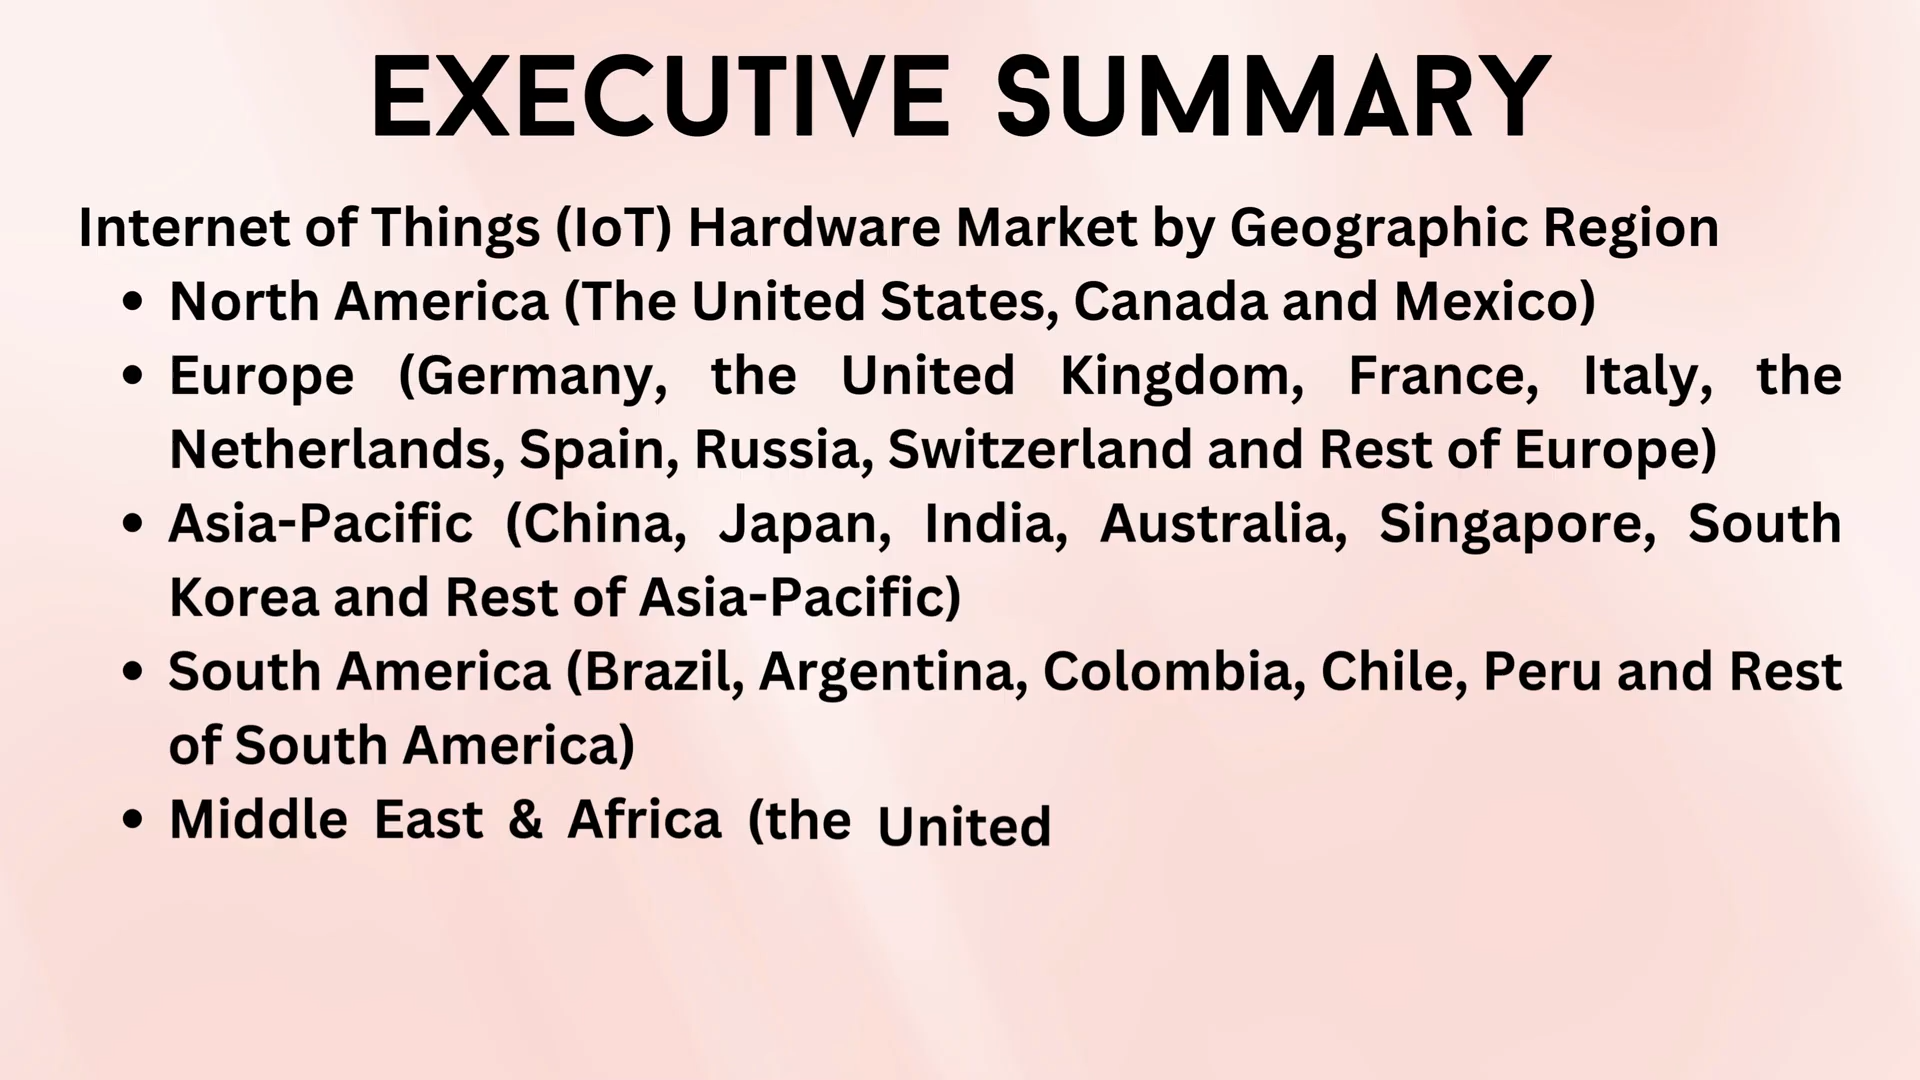 EXECUTIVE SUMMARY
Internet of Things (IoT) Hardware Market by Geographic Region
• North America (The United States, Canada and Mexico)
• Europe (Germany, the United Kingdom, France, Italy, the
Netherlands, Spain, Russia, Switzerland and Rest of Europe)
• Asia-Pacific (China, Japan, India, Australia, Singapore, South
Korea and Rest of Asia-Pacific)
• South America (Brazil, Argentina, Colombia, Chile, Peru and Rest
of South America)
• Middle East & Africa (the United